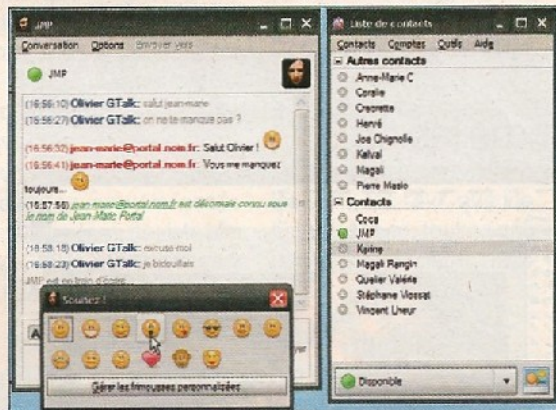 JMP
Conversation Options Envoyer vers
JMP
(16:56:10) Olivier GTalk: salut jean-marie
(16:56:27) Olivier GTalk: on ne te manque pas ?
(16:56:32) jean-marie@portal.nom.fr: Salut Olivier !
(16:56:41) jean-marie@portal.nom.fr: Vous me manquez
toujours...
(16:57:56) jean-marie@portal.nom.fr est désormais connu sous
le nom de Jean-Marie Portal
(16:58:18) Olivier GTalk: excuse-moi
(16:58:23) Olivier GTalk: je bidouillais
JMP est en train d'écrire...
Souriez !
Gérer les frimousses personnalisées
Liste de contacts
Contacts Comptes Outils Aide
Autres contacts
Anne-Marie C
Coralie
Hervé
Joe Chignolle
Kelval
Magali
Pierre Maslo
Contacts
Coca
JMP
Karine
Magali Rangin
Quelier Valérie
Stéphane Viossat
Vincent Lheur
Disponible